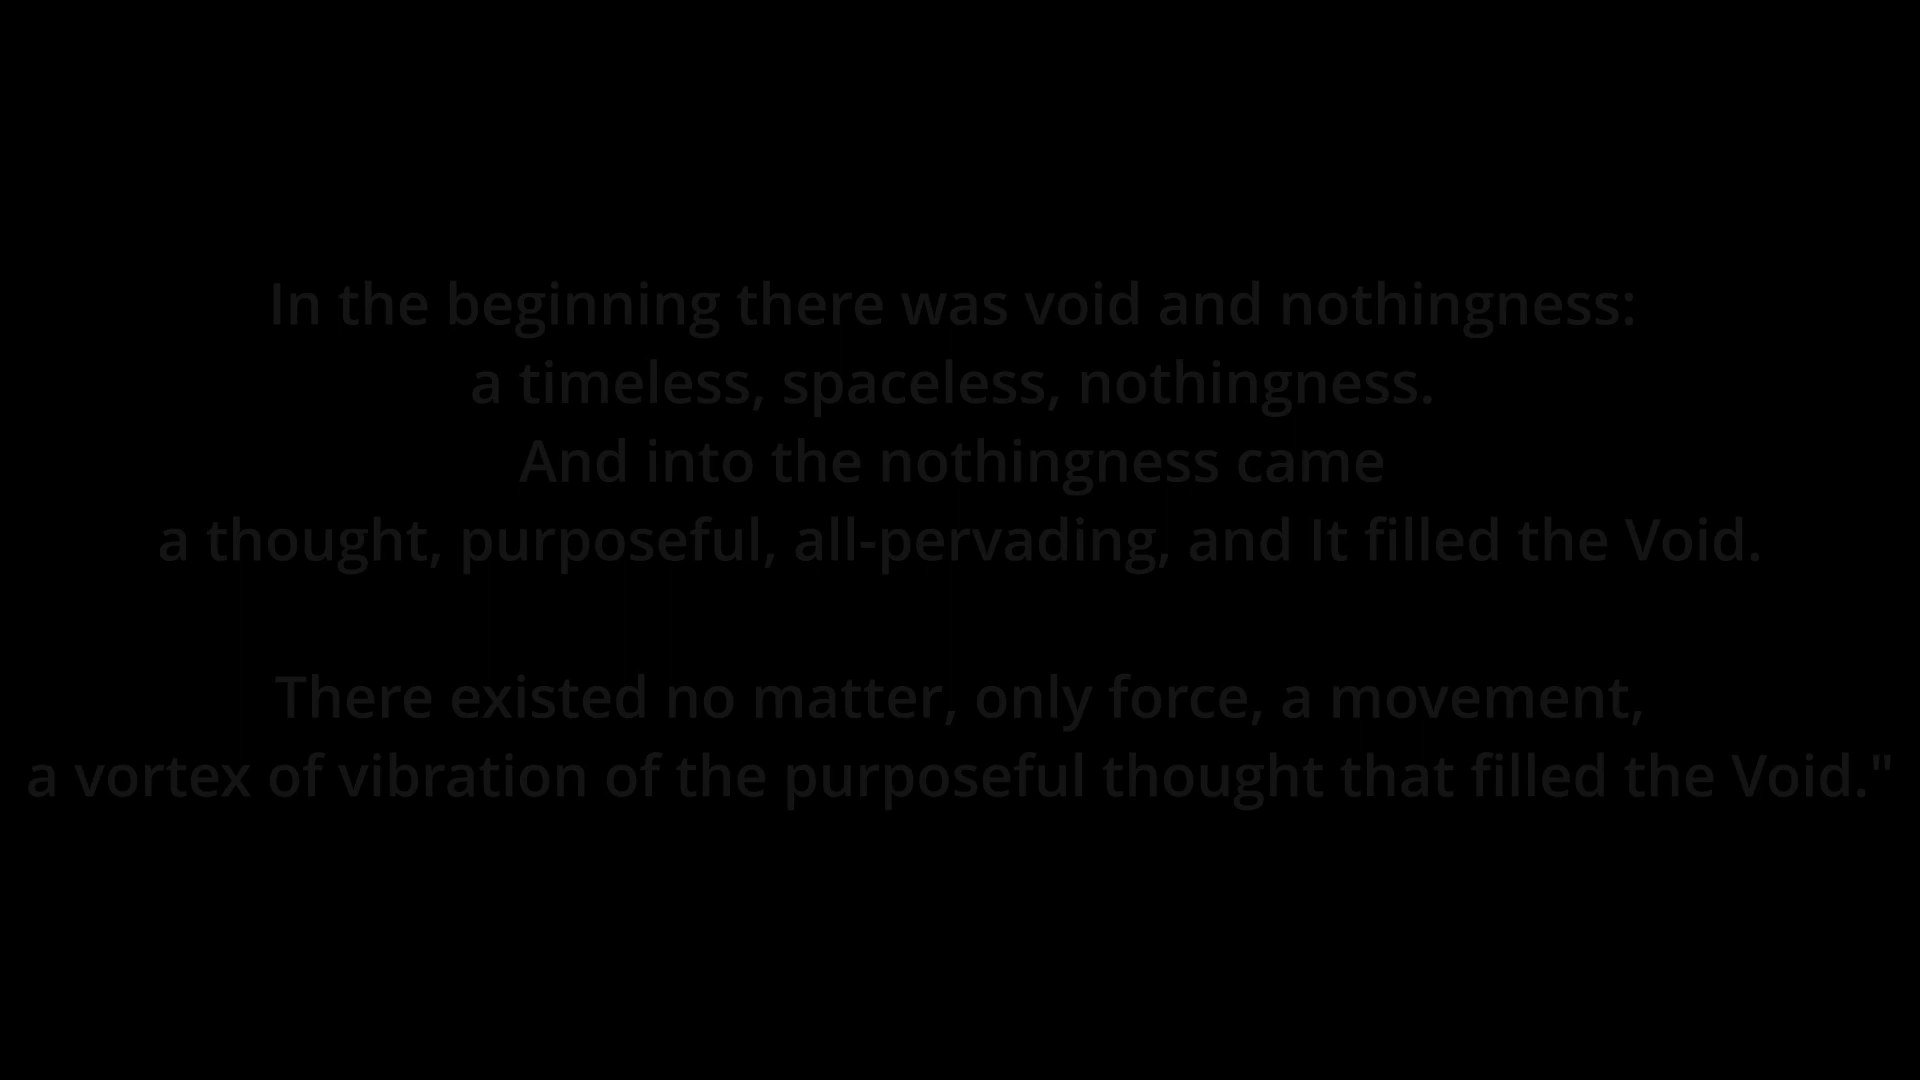 In the beginning there was void and nothingness:
a timeless, spaceless, nothingness.
And into the nothingness came
a thought, purposeful, all-pervading, and It filled the Void.
There existed no matter, only force, a movement,
a vortex of vibration of the purposeful thought that filled the Void."